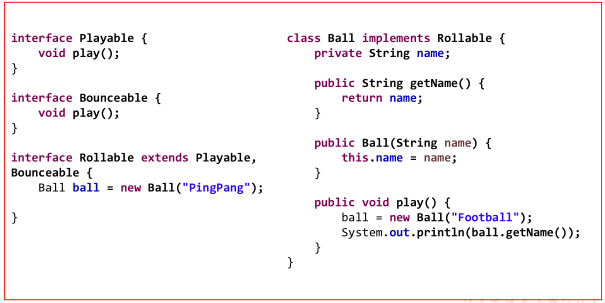 interface Playable {
void play();
}
interface Bounceable {
void play();
}
interface Rollable extends Playable,
Bounceable {
Ball ball = new Ball("PingPang");
}
class Ball implements Rollable {
private String name;
public String getName() {
return name;
}
public Ball(String name) {
this.name = name;
}
public void play() {
ball = new Ball("Football");
System.out.println(ball.getName());
}
}